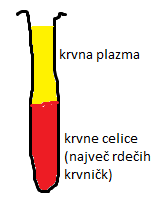 krvna plazma
krvne celice
(največ rdečih
krvničk)